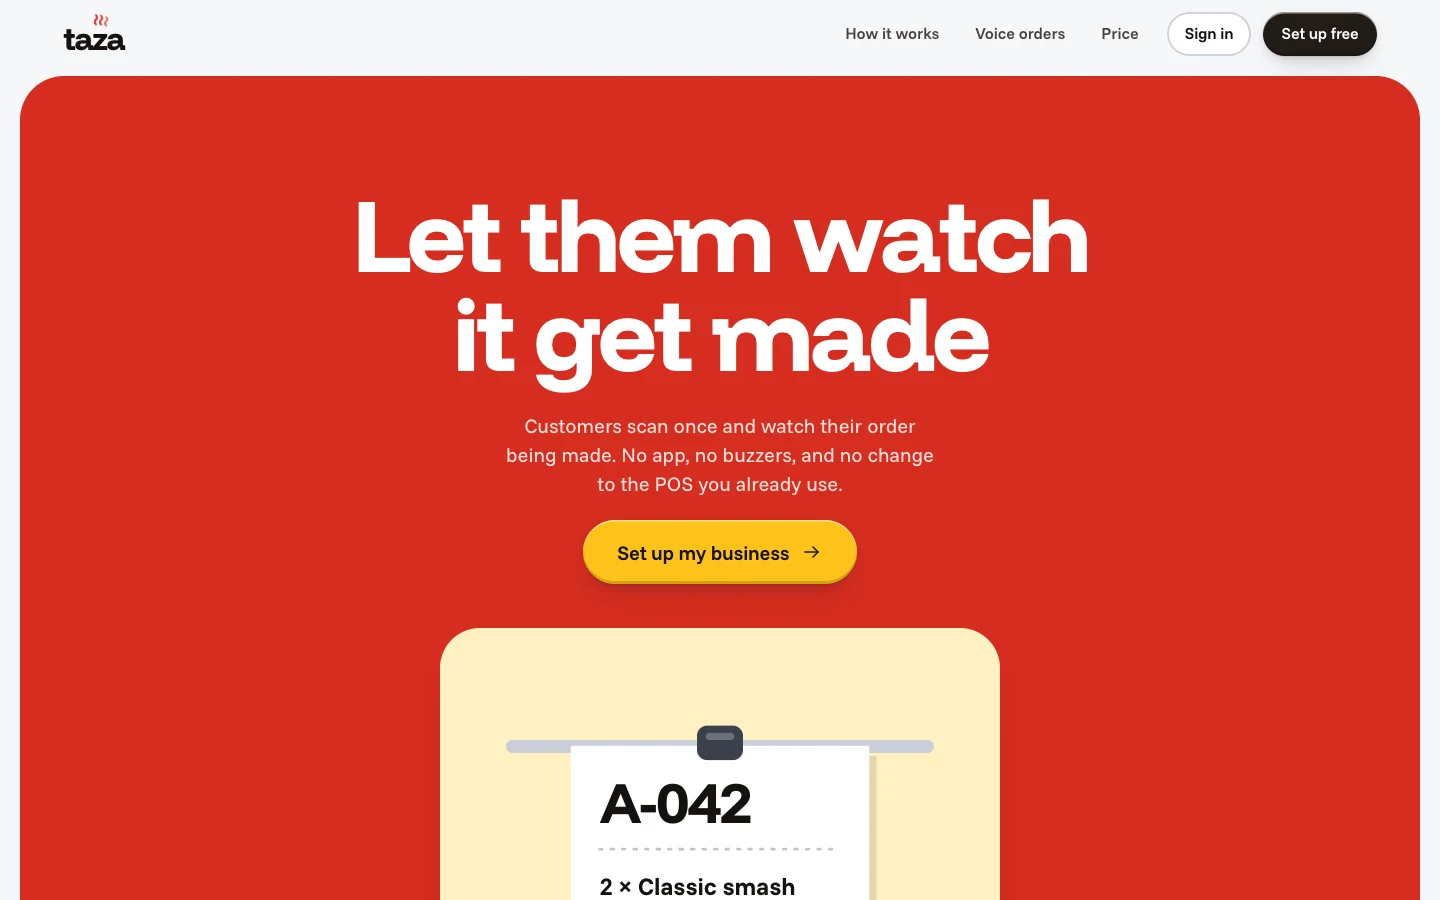 taza
How it works
Voice orders
Price
Sign in
Set up free
Let them watch
it get made
Customers scan once and watch their order
being made. No app, no buzzers, and no change
to the POS you already use.
Set up my business →
A-042
2 × Classic smash